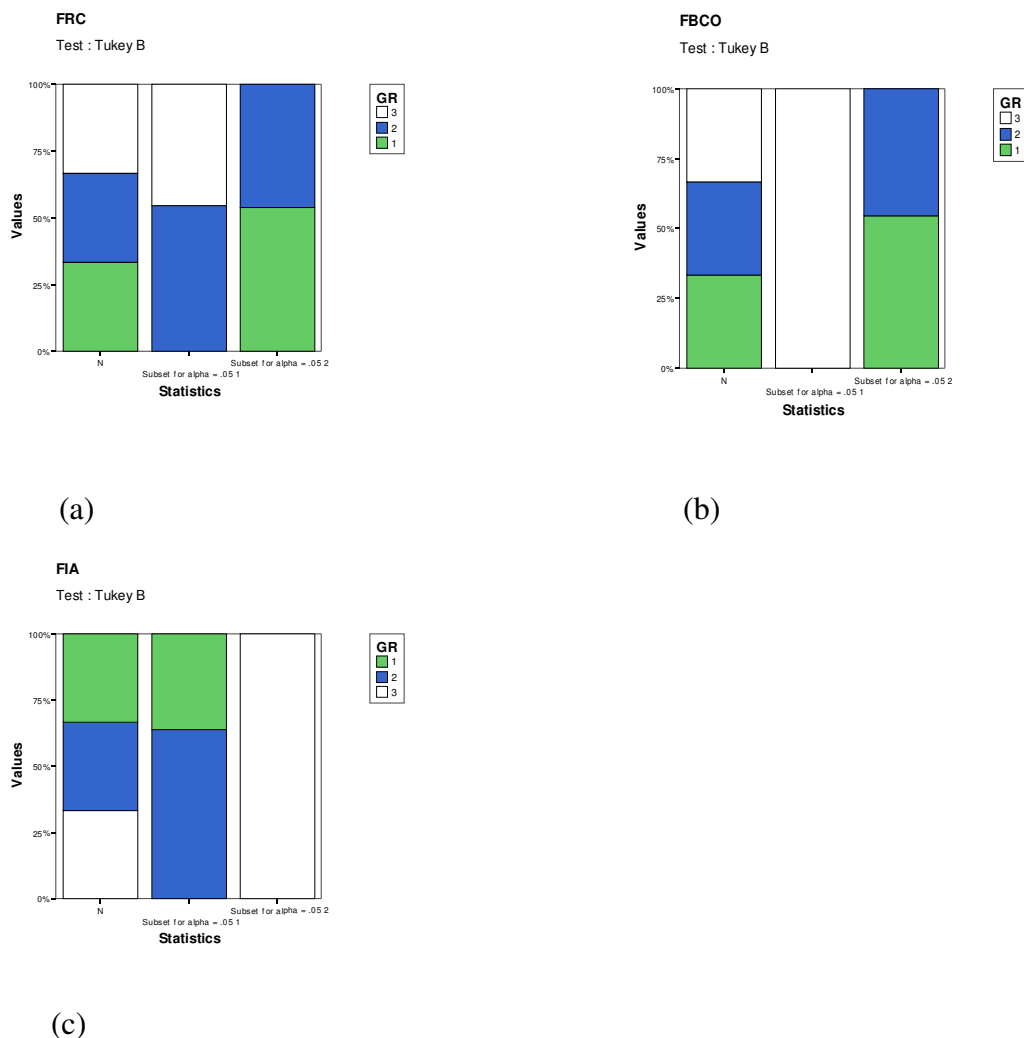 FRC
Test : Tukey B
100%
75%
50%
25%
0%
Values
N
Subset for alpha = .05 1
Subset for alpha = .05 2
Statistics
GR
3
2
1
(a)
FBCO
Test : Tukey B
100%
75%
50%
25%
0%
Values
N
Subset for alpha = .05 1
Subset for alpha = .05 2
Statistics
GR
3
2
1
(b)
FIA
Test : Tukey B
100%
75%
50%
25%
0%
Values
N
Subset for alpha = .05 1
Subset for alpha = .05 2
Statistics
GR
1
2
3
(c)